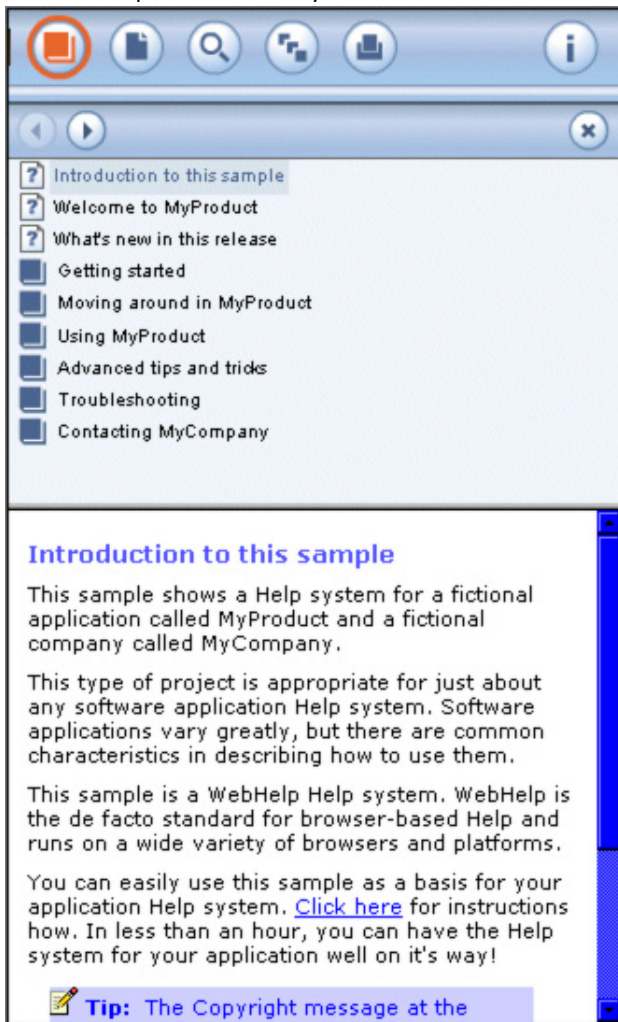 Introduction to this sample
Welcome to MyProduct
What's new in this release
Getting started
Moving around in MyProduct
Using MyProduct
Advanced tips and tricks
Troubleshooting
Contacting MyCompany
Introduction to this sample
This sample shows a Help system for a fictional
application called MyProduct and a fictional
company called MyCompany.
This type of project is appropriate for just about
any software application Help system. Software
applications vary greatly, but there are common
characteristics in describing how to use them.
This sample is a WebHelp Help system. WebHelp is
the de facto standard for browser-based Help and
runs on a wide variety of browsers and platforms.
You can easily use this sample as a basis for your
application Help system. Click here for instructions
how. In less than an hour, you can have the Help
system for your application well on it's way!
Tip: The Copyright message at the